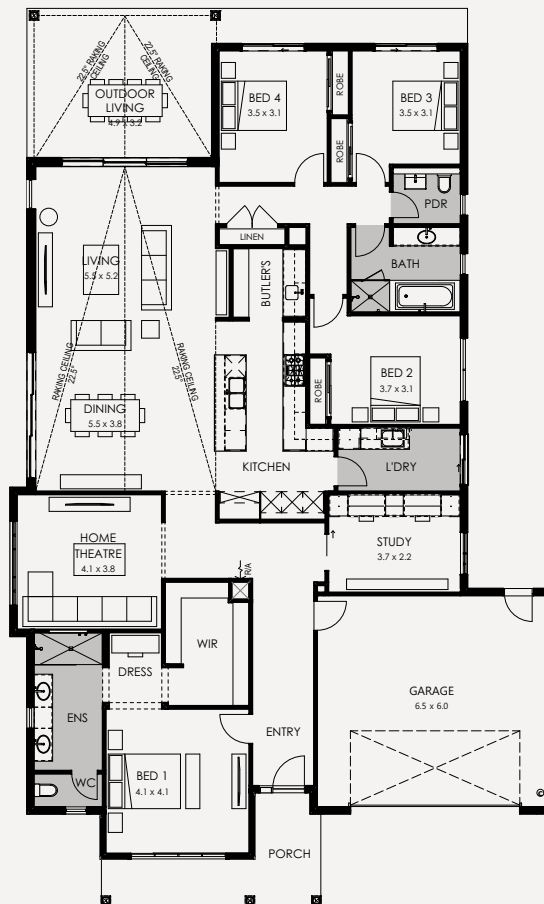 22.5° RAKING
CEILING
22.5° RAKING
CEILING
OUTDOOR
LIVING
4.9 x 3.2
BED 4
3.5 x 3.1
ROBE
ROBE
BED 3
3.5 x 3.1
PDR
LINEN
BATH
LIVING
5.5 x 5.2
BUTLER'S
RAKING CEILING
22.5°
RAKING CEILING
22.5°
BED 2
3.7 x 3.1
ROBE
DINING
5.5 x 3.8
KITCHEN
L'DRY
HOME
THEATRE
4.1 x 3.8
STUDY
3.7 x 2.2
R/A
WIR
DRESS
ENS
GARAGE
6.5 x 6.0
ENTRY
WC
BED 1
4.1 x 4.1
PORCH